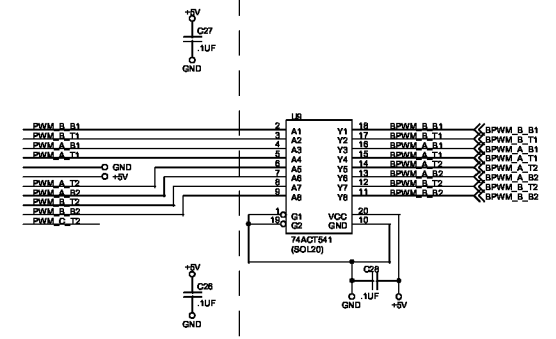 +5V
C27
.1UF
GND
U9
PWM_B_B1 2 A1 Y1 18 BPWM_B_B1 BPWM_B_B1
PWM_B_T1 3 A2 Y2 17 BPWM_B_T1 BPWM_B_T1
PWM_A_B1 4 A3 Y3 16 BPWM_A_B1 BPWM_A_B1
PWM_A_T1 5 A4 Y4 15 BPWM_A_T1 BPWM_A_T1
GND 6 A5 Y5 14 BPWM_A_T2 BPWM_A_T2
+5V 7 A6 Y6 13 BPWM_A_B2 BPWM_A_B2
PWM_A_T2 8 A7 Y7 12 BPWM_B_T2 BPWM_B_T2
PWM_A_B2 9 A8 Y8 11 BPWM_B_B2 BPWM_B_B2
PWM_B_T2
PWM_B_B2
PWM_C_T2
1 G1 VCC 20
19 G2 GND 10
74ACT541
(SOL20)
+5V
C26
.1UF
GND
C28
.1UF
GND
+5V